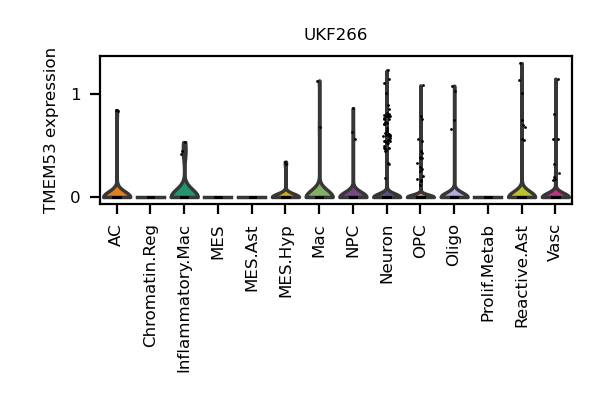 UKF266
TMEM53 expression
1
0
AC
Chromatin.Reg
Inflammatory.Mac
MES
MES.Ast
MES.Hyp
Mac
NPC
Neuron
OPC
Oligo
Prolif.Metab
Reactive.Ast
Vasc